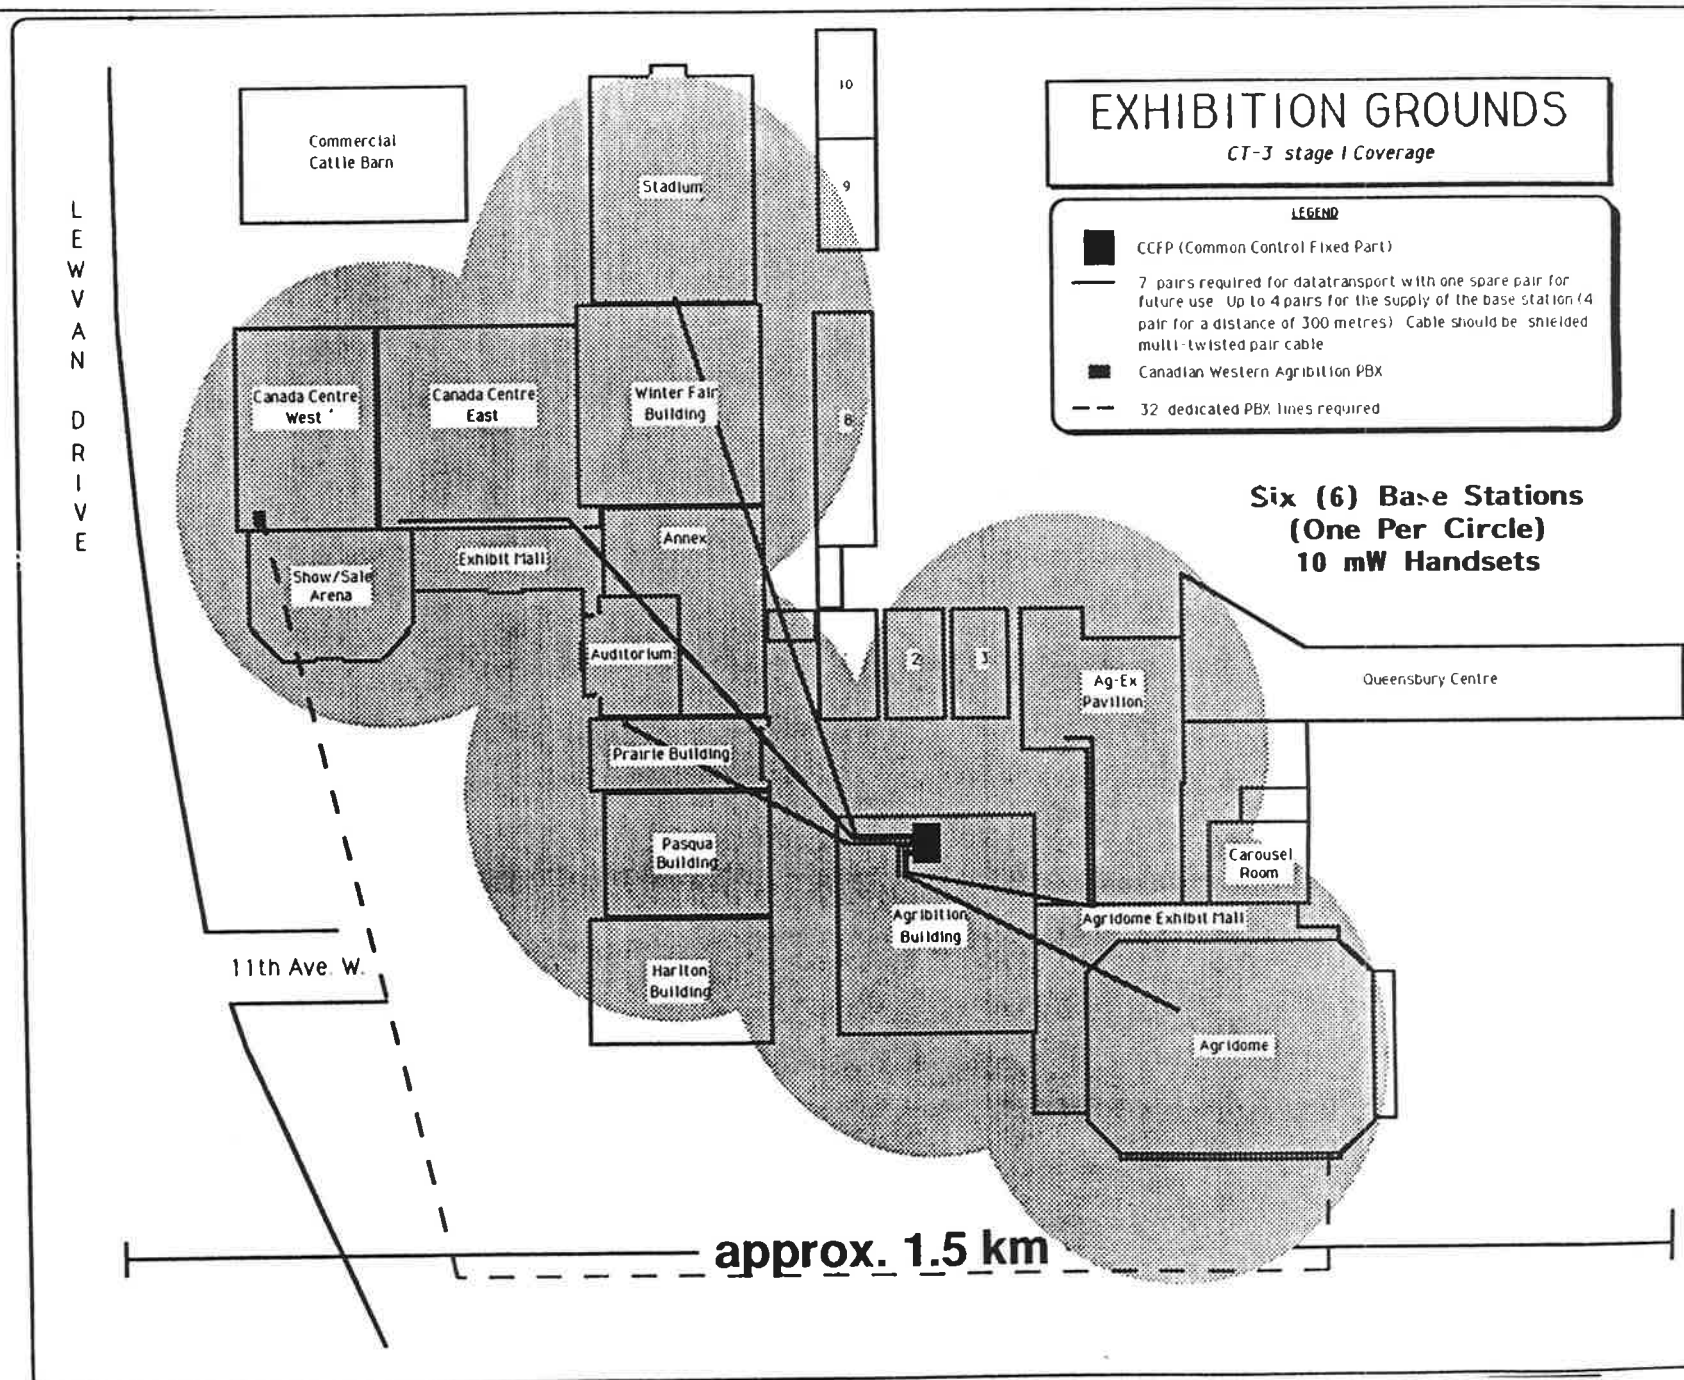 EXHIBITION GROUNDS
CT-3 stage 1 Coverage
LEGEND
CCFP (Common Control Fixed Part)
7 pairs required for datatransport with one spare pair for
future use Up to 4 pairs for the supply of the base station (4
pair for a distance of 300 metres) Cable should be shielded
multi-twisted pair cable
Canadian Western Agribition PBX
32 dedicated PBX lines required
Six (6) Base Stations
(One Per Circle)
10 mW Handsets
LEWVAN DRIVE
Commercial
Cattle Barn
10
9
Stadium
Canada Centre
West
Canada Centre
East
Winter Fair
Building
8
Annex
Exhibit Mall
Show/Sale
Arena
Auditorium
2
3
Ag-Ex
Pavilion
Queensbury Centre
Prairie Building
Pasqua
Building
Carousel
Room
Agribition
Building
Agridome Exhibit Mall
11th Ave. W.
Harlton
Building
Agridome
approx. 1.5 km